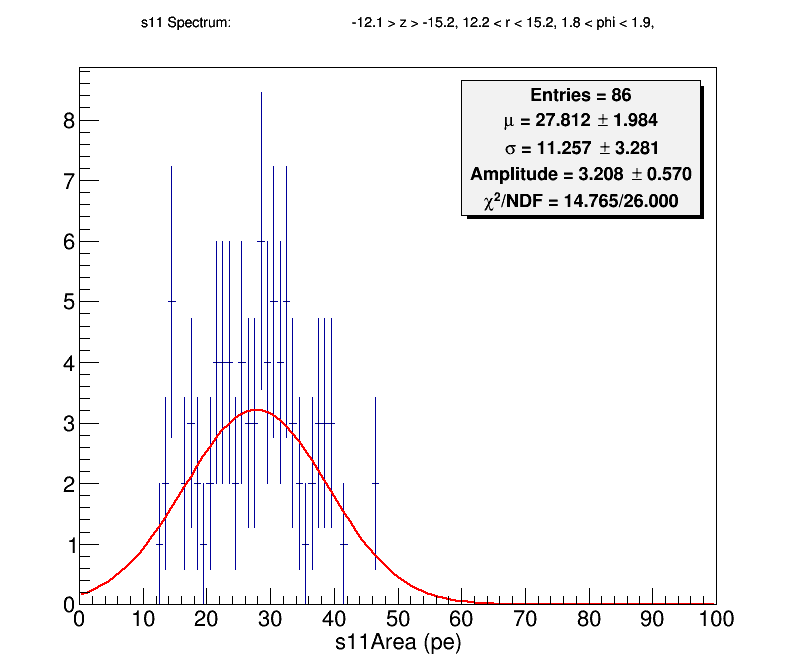 s11 Spectrum: -12.1 > z > -15.2, 12.2 < r < 15.2, 1.8 < phi < 1.9,
Entries = 86
μ = 27.812 ± 1.984
σ = 11.257 ± 3.281
Amplitude = 3.208 ± 0.570
χ²/NDF = 14.765/26.000
8
7
6
5
4
3
2
1
0
0 10 20 30 40 50 60 70 80 90 100
s11Area (pe)